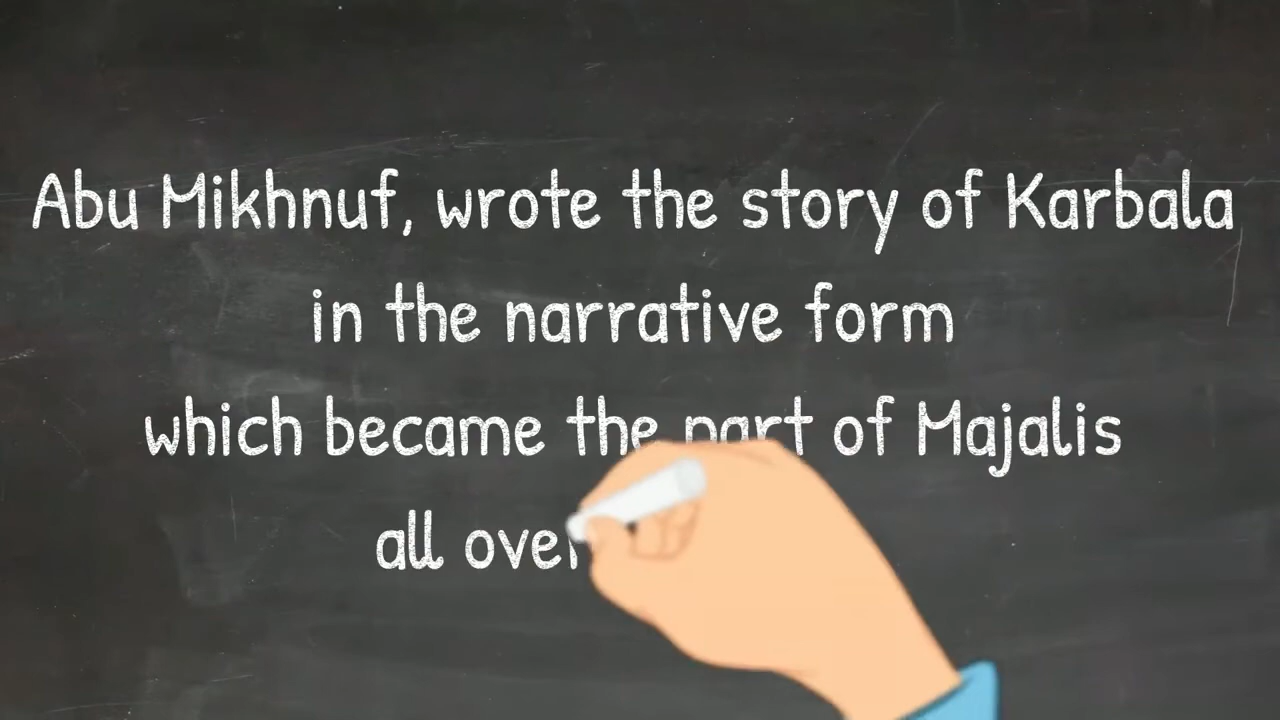 Abu Mikhnuf, wrote the story of Karbala
in the narrative form
which became the part of Majalis
all over